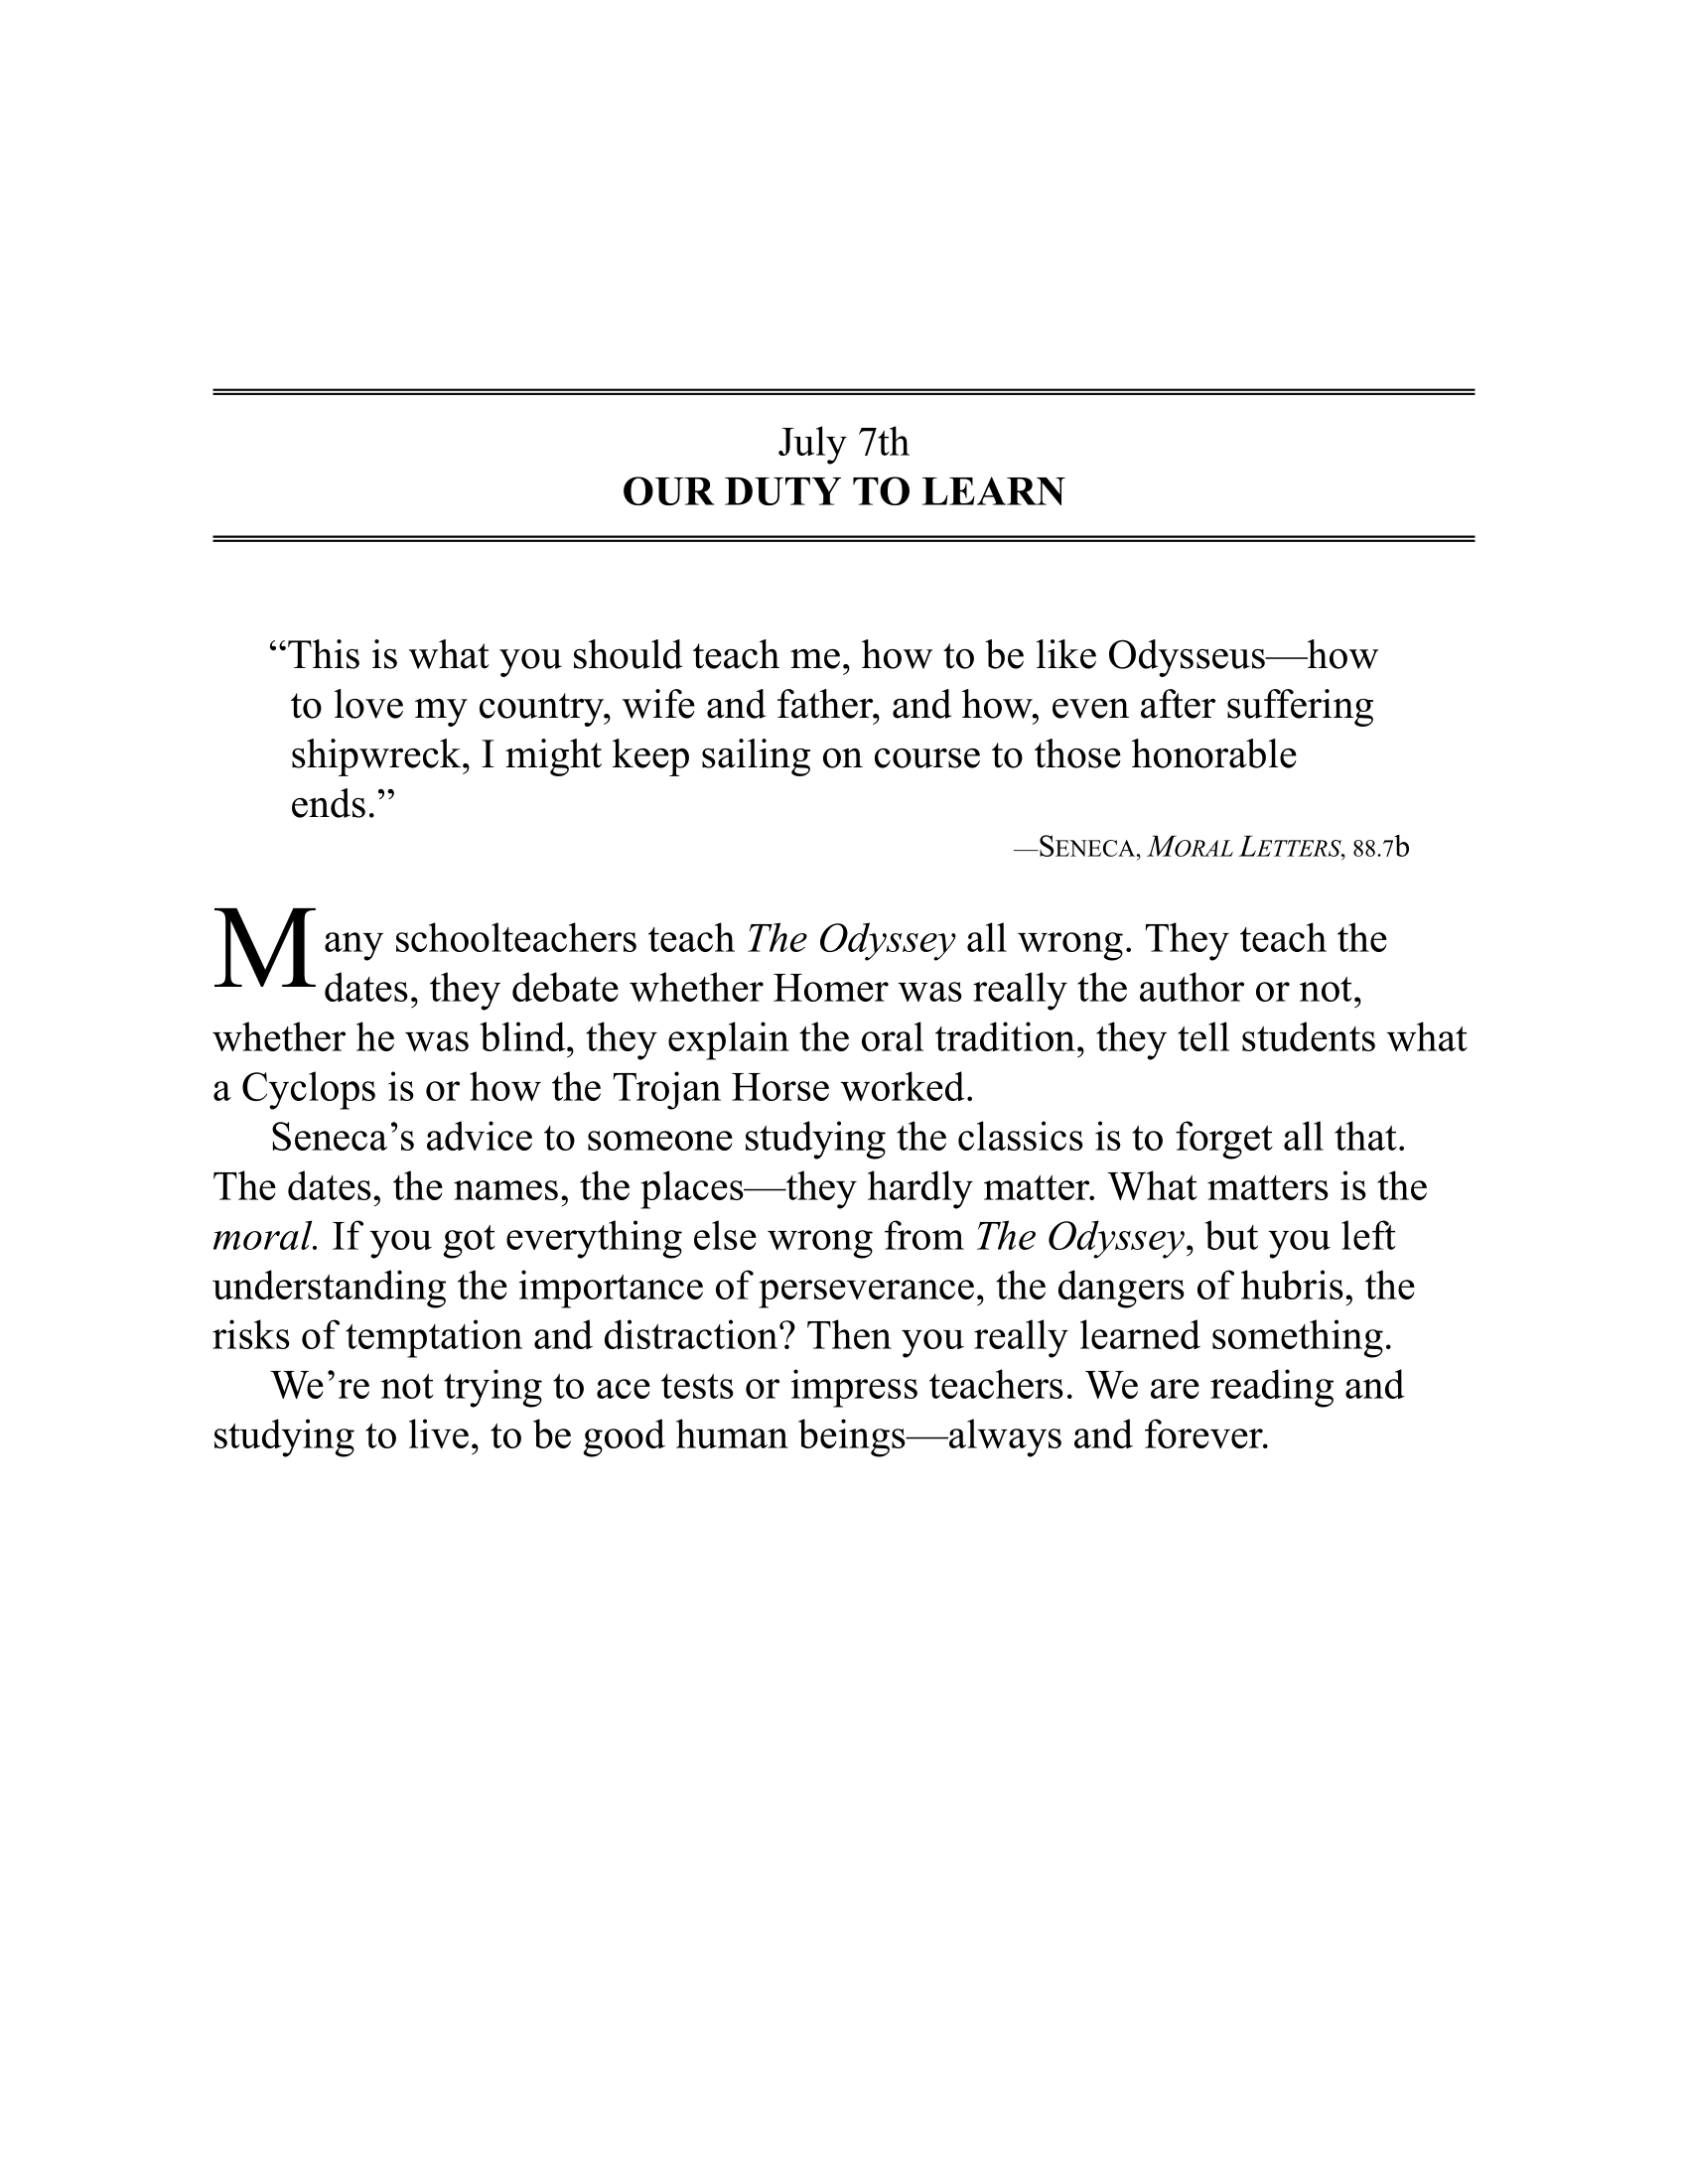 July 7th
OUR DUTY TO LEARN
“This is what you should teach me, how to be like Odysseus—how
to love my country, wife and father, and how, even after suffering
shipwreck, I might keep sailing on course to those honorable
ends.”
—SENECA, MORAL LETTERS, 88.7b
Many schoolteachers teach The Odyssey all wrong. They teach the
dates, they debate whether Homer was really the author or not,
whether he was blind, they explain the oral tradition, they tell students what
a Cyclops is or how the Trojan Horse worked.
Seneca’s advice to someone studying the classics is to forget all that.
The dates, the names, the places—they hardly matter. What matters is the
moral. If you got everything else wrong from The Odyssey, but you left
understanding the importance of perseverance, the dangers of hubris, the
risks of temptation and distraction? Then you really learned something.
We’re not trying to ace tests or impress teachers. We are reading and
studying to live, to be good human beings—always and forever.